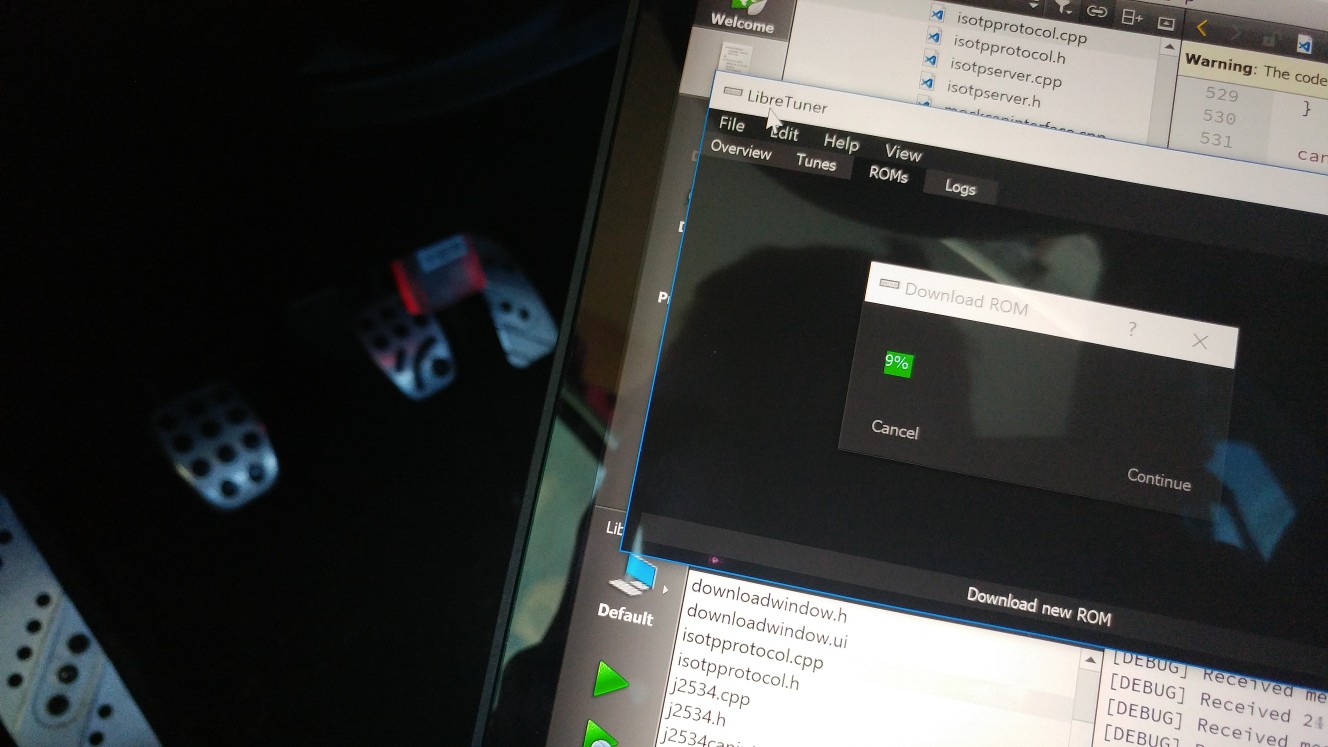 Welcome
isotpprotocol.cpp
isotpprotocol.h
isotpserver.cpp
isotpserver.h
mockcaninterface.cpp
Warning: The code
529
530
531
}
LibreTuner
File Edit Help View
Overview Tunes ROMs Logs
Download ROM
?
9%
Cancel
Continue
Download new ROM
Default
downloadwindow.h
downloadwindow.ui
isotpprotocol.cpp
isotpprotocol.h
j2534.cpp
j2534.h
[DEBUG] Received
[DEBUG] Received
[DEBUG] Received
[DEBUG]